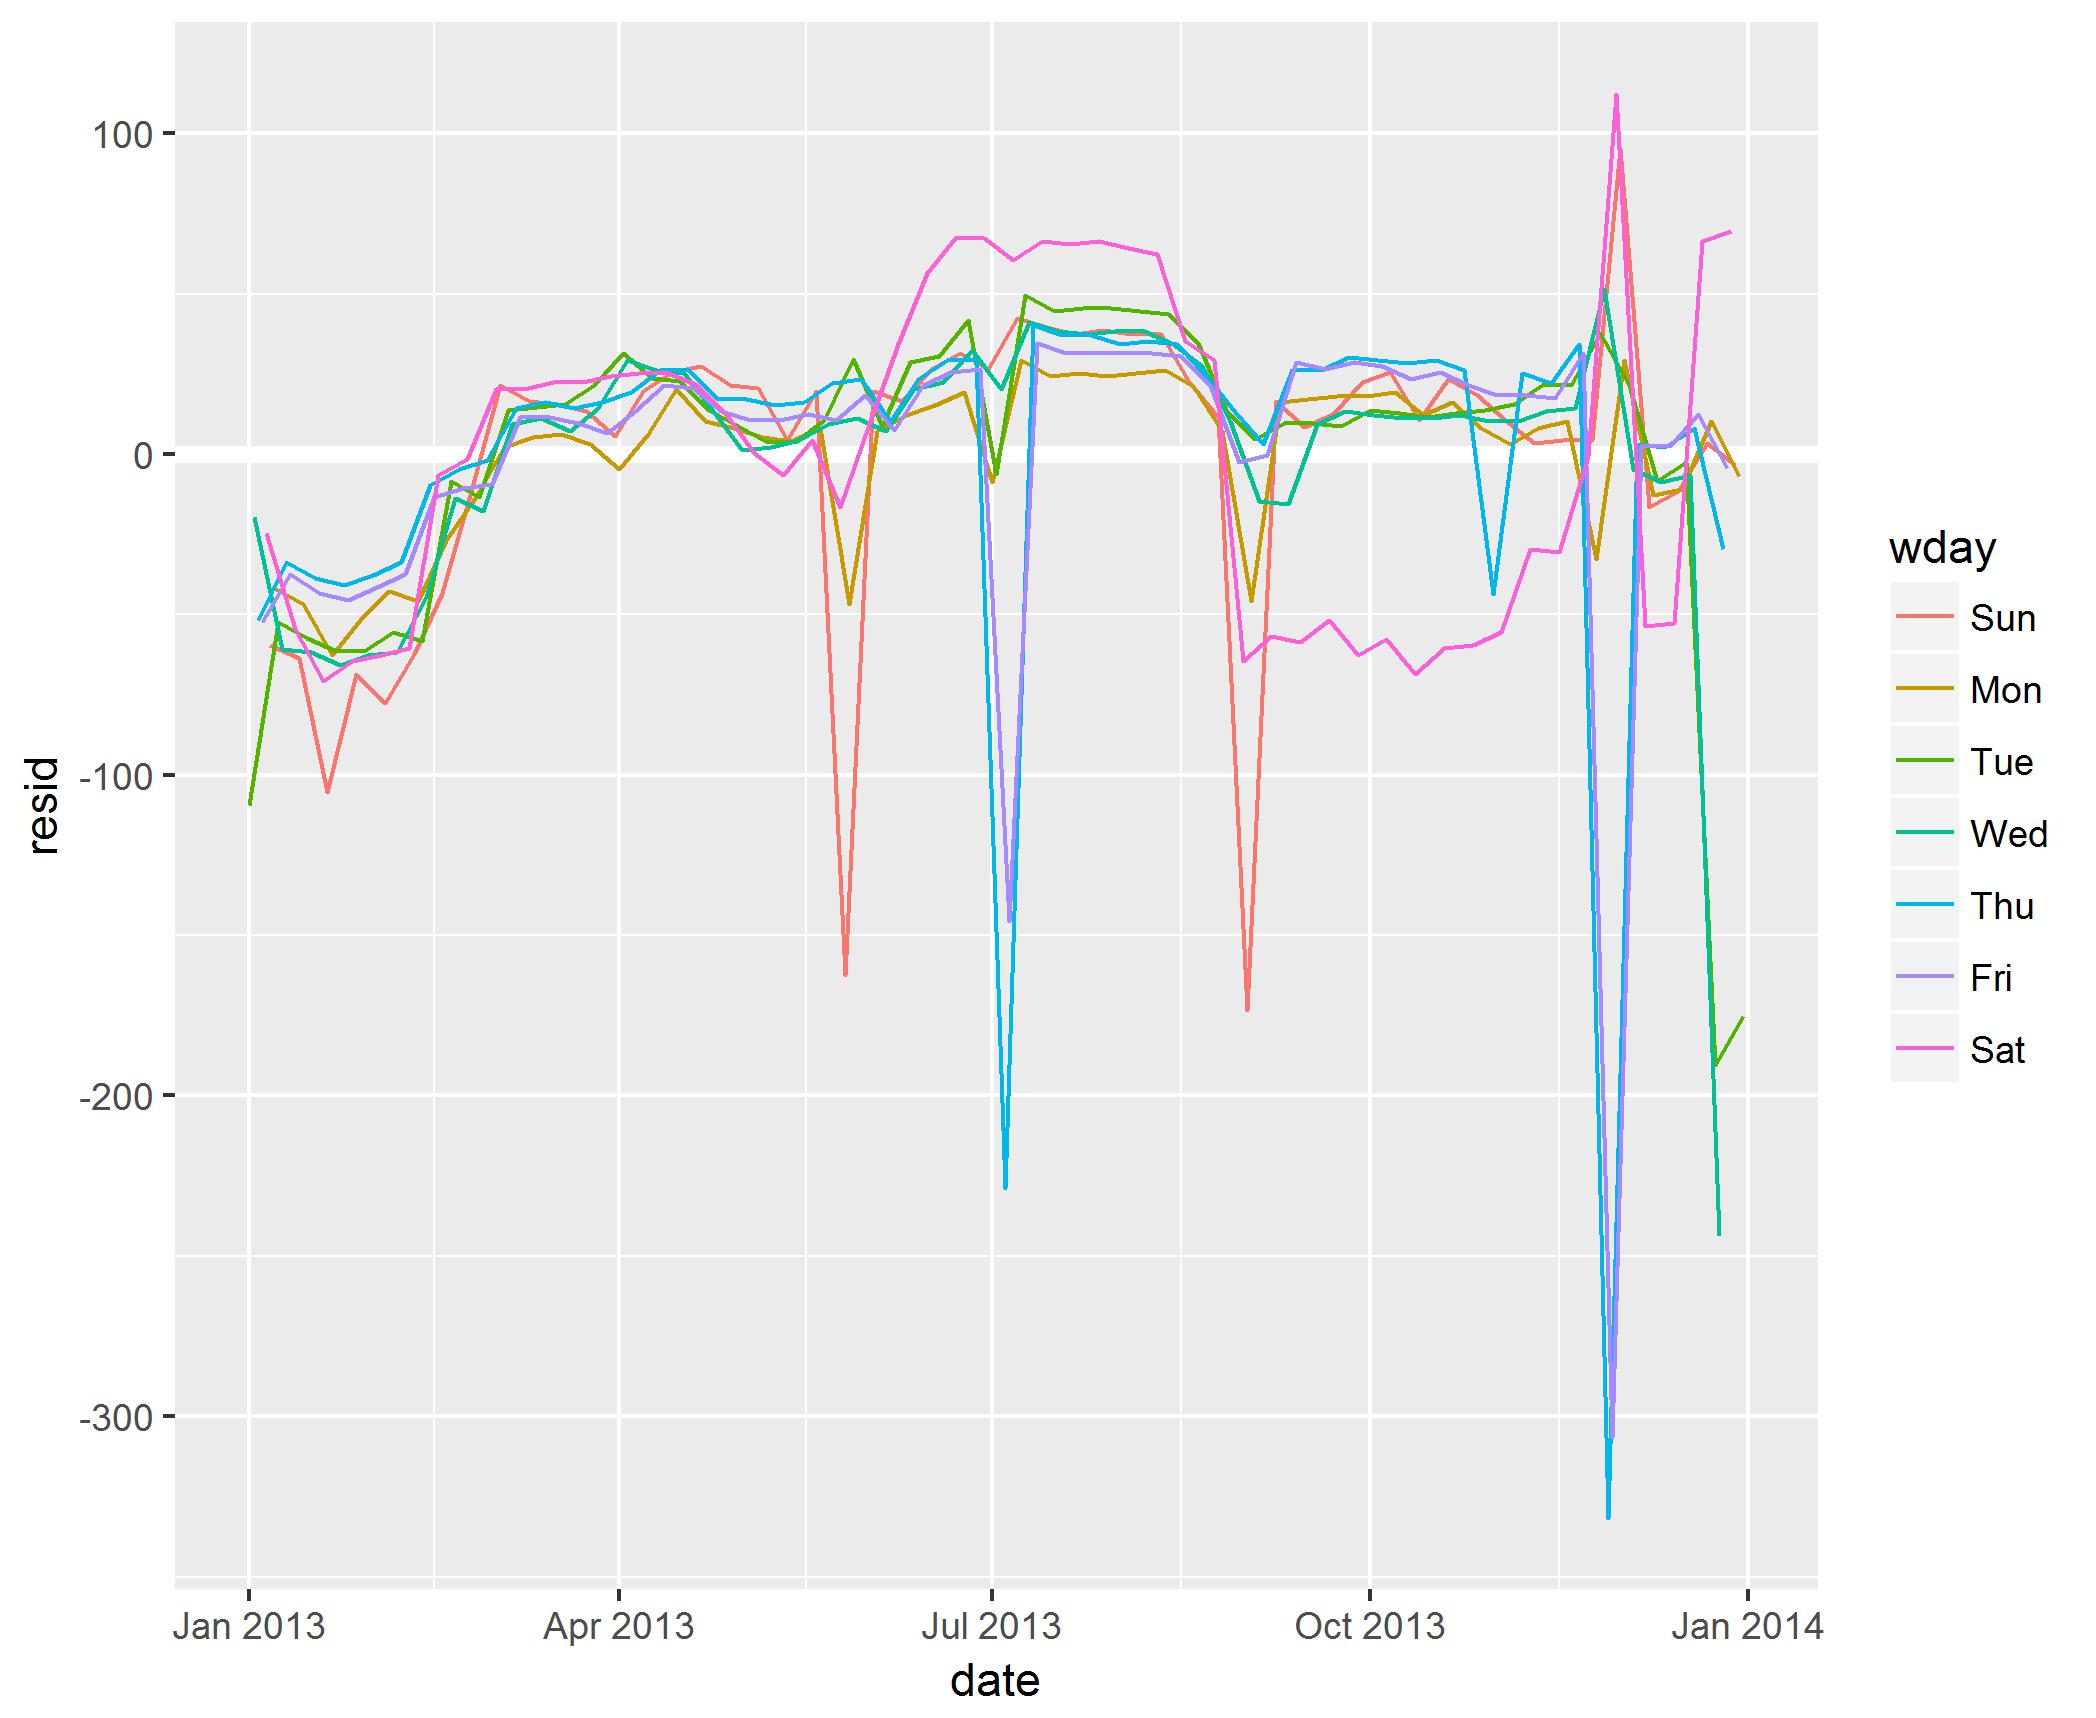 100
0
-100
-200
-300
resid
Jan 2013 Apr 2013 Jul 2013 Oct 2013 Jan 2014
date
wday
Sun
Mon
Tue
Wed
Thu
Fri
Sat